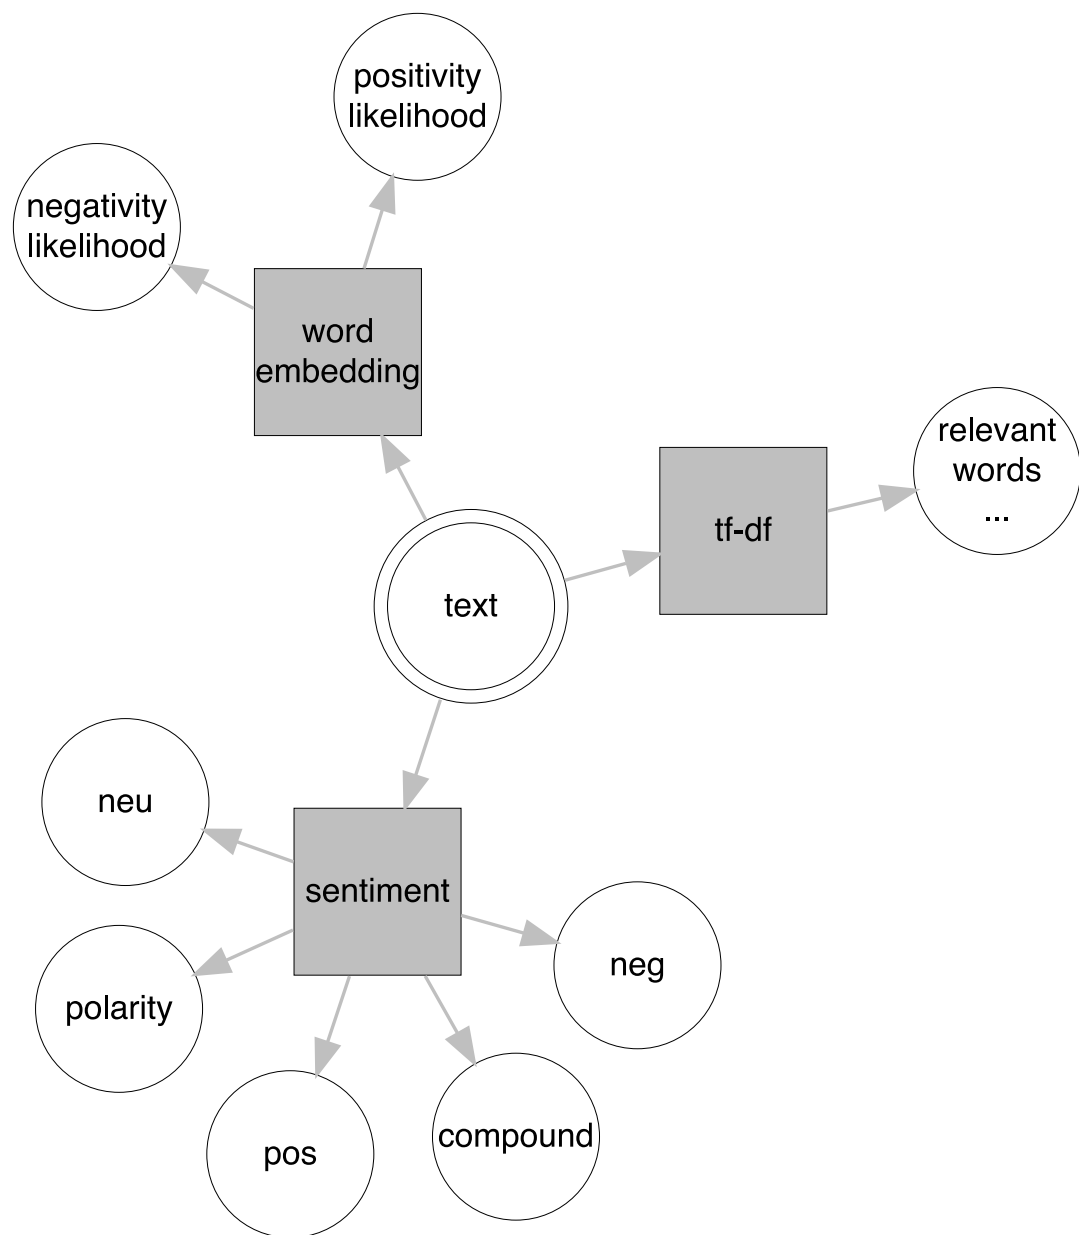 positivity
likelihood
negativity
likelihood
word
embedding
relevant
words
...
tf-df
text
neu
sentiment
neg
polarity
compound
pos